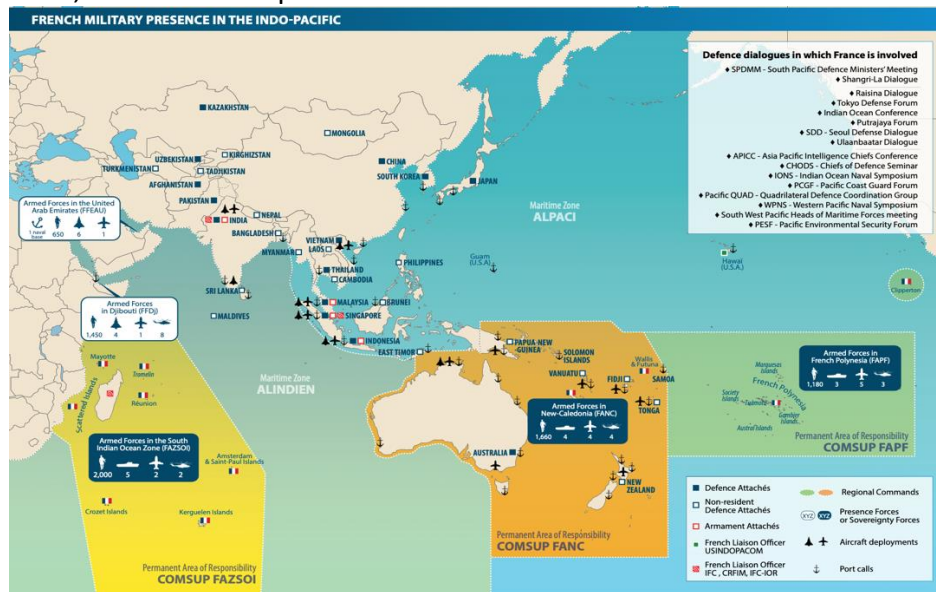 FRENCH MILITARY PRESENCE IN THE INDO-PACIFIC
Defence dialogues in which France is involved
♦ SPDMM - South Pacific Defence Ministers' Meeting
♦ Shangri-La Dialogue
♦ Raisina Dialogue
♦ Tokyo Defense Forum
♦ Indian Ocean Conference
♦ Putrajaya Forum
♦ SDD - Seoul Defense Dialogue
♦ Ulaanbaatar Dialogue
♦ APICC - Asia Pacific Intelligence Chiefs Conference
♦ CHODS - Chiefs of Defence Seminar
♦ IONS - Indian Ocean Naval Symposium
♦ PCGF - Pacific Coast Guard Forum
♦ Pacific QUAD - Quadrilateral Defence Coordination Group
♦ WPNS - Western Pacific Naval Symposium
♦ South West Pacific Heads of Maritime Forces meeting
♦ PESF - Pacific Environmental Security Forum
KAZAKHSTAN
MONGOLIA
UZBEKISTAN
KIRGHIZSTAN
TURKMENISTAN
TADJIKISTAN
AFGHANISTAN
PAKISTAN
CHINA
SOUTH KOREA
JAPAN
NEPAL
INDIA
BANGLADESH
MYANMAR
VIETNAM
LAOS
THAILAND
CAMBODIA
PHILIPPINES
SRI LANKA
MALDIVES
MALAYSIA
BRUNEI
SINGAPORE
INDONESIA
EAST TIMOR
PAPUA-NEW
GUINEA
SOLOMON
ISLANDS
VANUATU
FIDJI
Wallis
& Futuna
SAMOA
TONGA
AUSTRALIA
NEW
ZEALAND
Guam
(U.S.A)
Hawaï
(U.S.A.)
Clipperton
Maritime Zone
ALPACI
Maritime Zone
ALINDIEN
Armed Forces in the United
Arab Emirates (FFEAU)
1 naval
base
650
6
1
Armed Forces
in Djibouti (FFDj)
1,450
4
1
8
Mayotte
Tromelin
Scattered Islands
Réunion
Armed Forces in the South
Indian Ocean Zone (FAZSOI)
2,000
5
2
2
Amsterdam
& Saint-Paul Islands
Crozet Islands
Kerguelen Islands
Permanent Area of Responsibility
COMSUP FAZSOI
Armed Forces in
New-Caledonia (FANC)
1,660
4
4
4
Permanent Area of Responsibility
COMSUP FANC
Armed Forces in
French Polynesia (FAPF)
1,180
3
5
3
Marquesas
Islands
French Polynesia
Society
Islands
Tuamotu
Gambier
Islands
Austral Islands
Permanent Area of Responsibility
COMSUP FAPF
Defence Attachés
Non-resident
Defence Attachés
Armament Attachés
French Liaison Officer
USINDOPACOM
French Liaison Officer
IFC , CRFIM, IFC-IOR
Regional Commands
XYZ XYZ
Presence Forces
or Sovereignty Forces
Aircraft deployments
Port calls